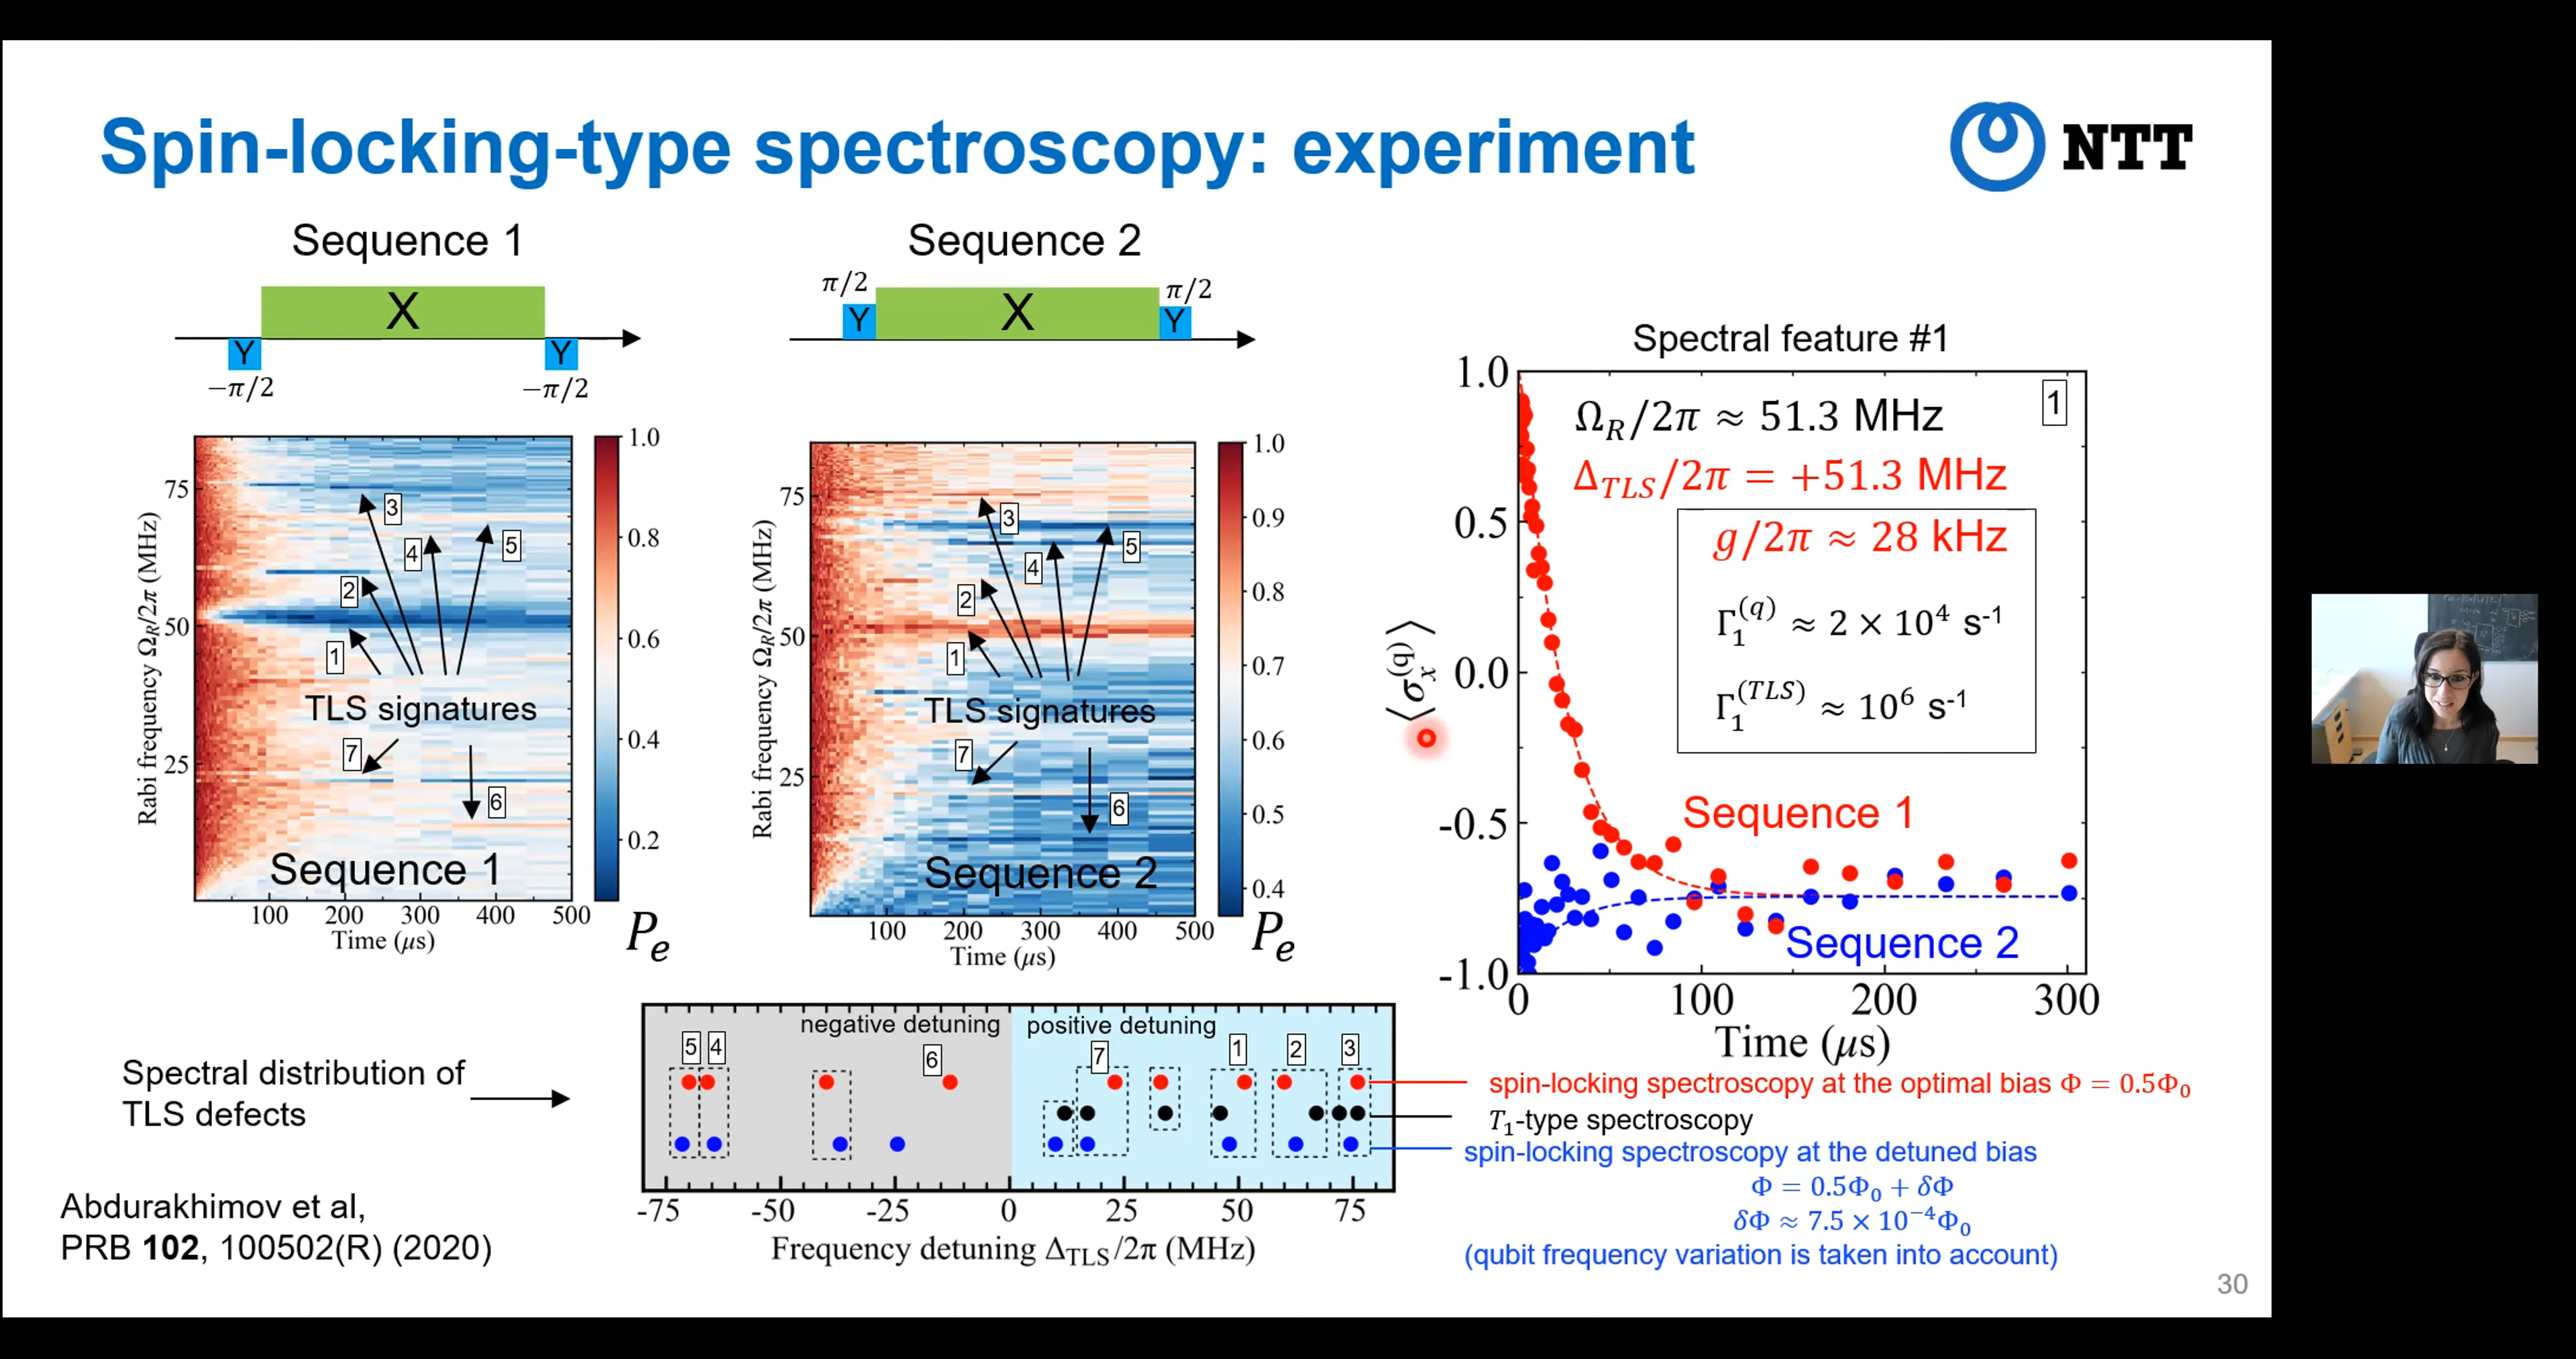 Spin-locking-type spectroscopy: experiment
NTT
Sequence 1
X
Y
Y
−π/2
−π/2
Sequence 2
π/2
π/2
Y
X
Y
75
50
25
Rabi frequency Ω_R/2π (MHz)
3
4
5
2
1
TLS signatures
7
6
Sequence 1
100 200 300 400 500
Time (μs)
1.0
0.8
0.6
0.4
0.2
P_e
75
50
25
Rabi frequency Ω_R/2π (MHz)
3
4
5
2
1
TLS signatures
7
6
Sequence 2
100 200 300 400 500
Time (μs)
1.0
0.9
0.8
0.7
0.6
0.5
0.4
P_e
Spectral feature #1
1.0
0.5
0.0
-0.5
-1.0
⟨σ_x^(q)⟩
1
Ω_R/2π ≈ 51.3 MHz
Δ_TLS/2π = +51.3 MHz
g/2π ≈ 28 kHz
Γ_1^(q) ≈ 2 × 10^4 s^-1
Γ_1^(TLS) ≈ 10^6 s^-1
Sequence 1
Sequence 2
0 100 200 300
Time (μs)
Spectral distribution of
TLS defects
negative detuning positive detuning
5 4 6 7 1 2 3
-75 -50 -25 0 25 50 75
Frequency detuning Δ_TLS/2π (MHz)
spin-locking spectroscopy at the optimal bias Φ = 0.5Φ_0
T_1-type spectroscopy
spin-locking spectroscopy at the detuned bias
Φ = 0.5Φ_0 + δΦ
δΦ ≈ 7.5 × 10^−4Φ_0
(qubit frequency variation is taken into account)
Abdurakhimov et al,
PRB 102, 100502(R) (2020)
30